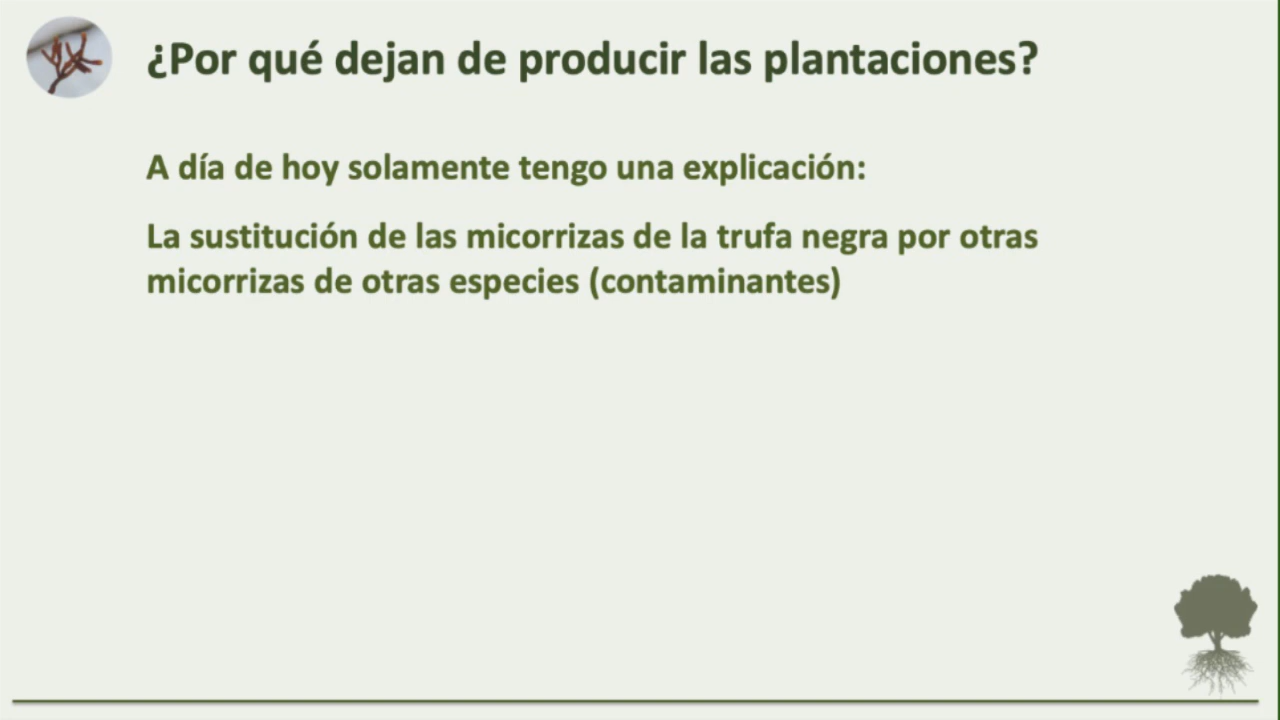 ¿Por qué dejan de producir las plantaciones?
A día de hoy solamente tengo una explicación:
La sustitución de las micorrizas de la trufa negra por otras
micorrizas de otras especies (contaminantes)